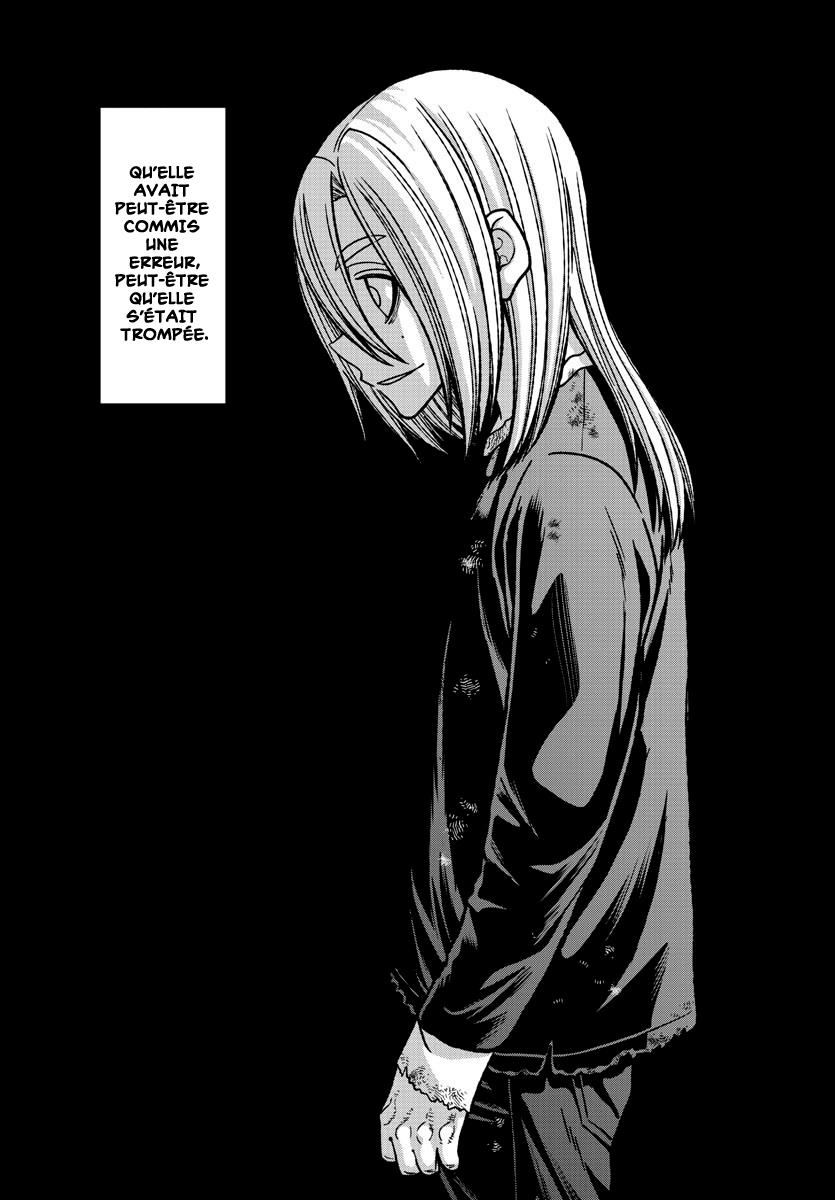 QU'ELLE
AVAIT
PEUT-ÊTRE
COMMIS
UNE
ERREUR,
PEUT-ÊTRE
QU'ELLE
S'ÉTAIT
TROMPÉE.